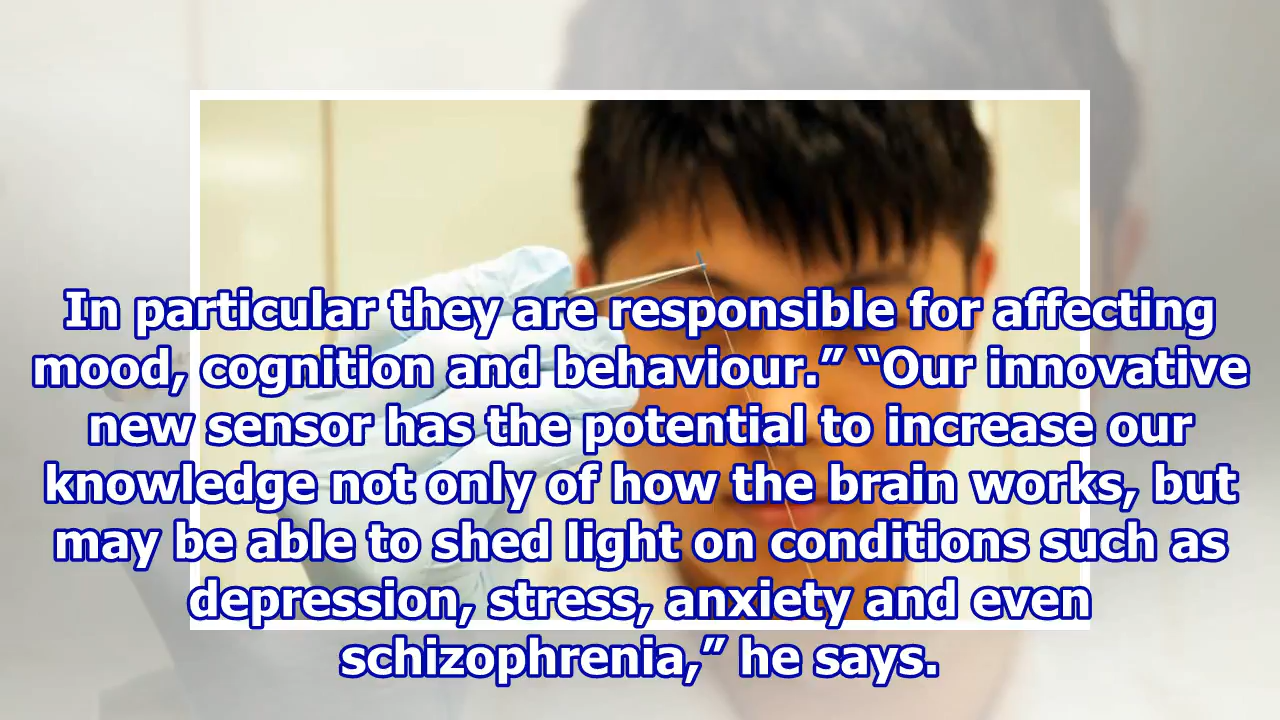 In particular they are responsible for affecting
mood, cognition and behaviour.” “Our innovative
new sensor has the potential to increase our
knowledge not only of how the brain works, but
may be able to shed light on conditions such as
depression, stress, anxiety and even
schizophrenia,” he says.